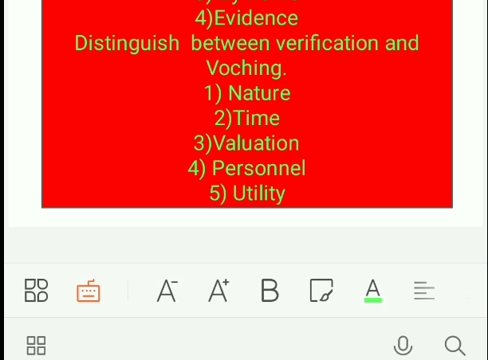 4)Evidence
Distinguish between verification and
Voching.
1) Nature
2)Time
3)Valuation
4) Personnel
5) Utility
A-
A+
B
A